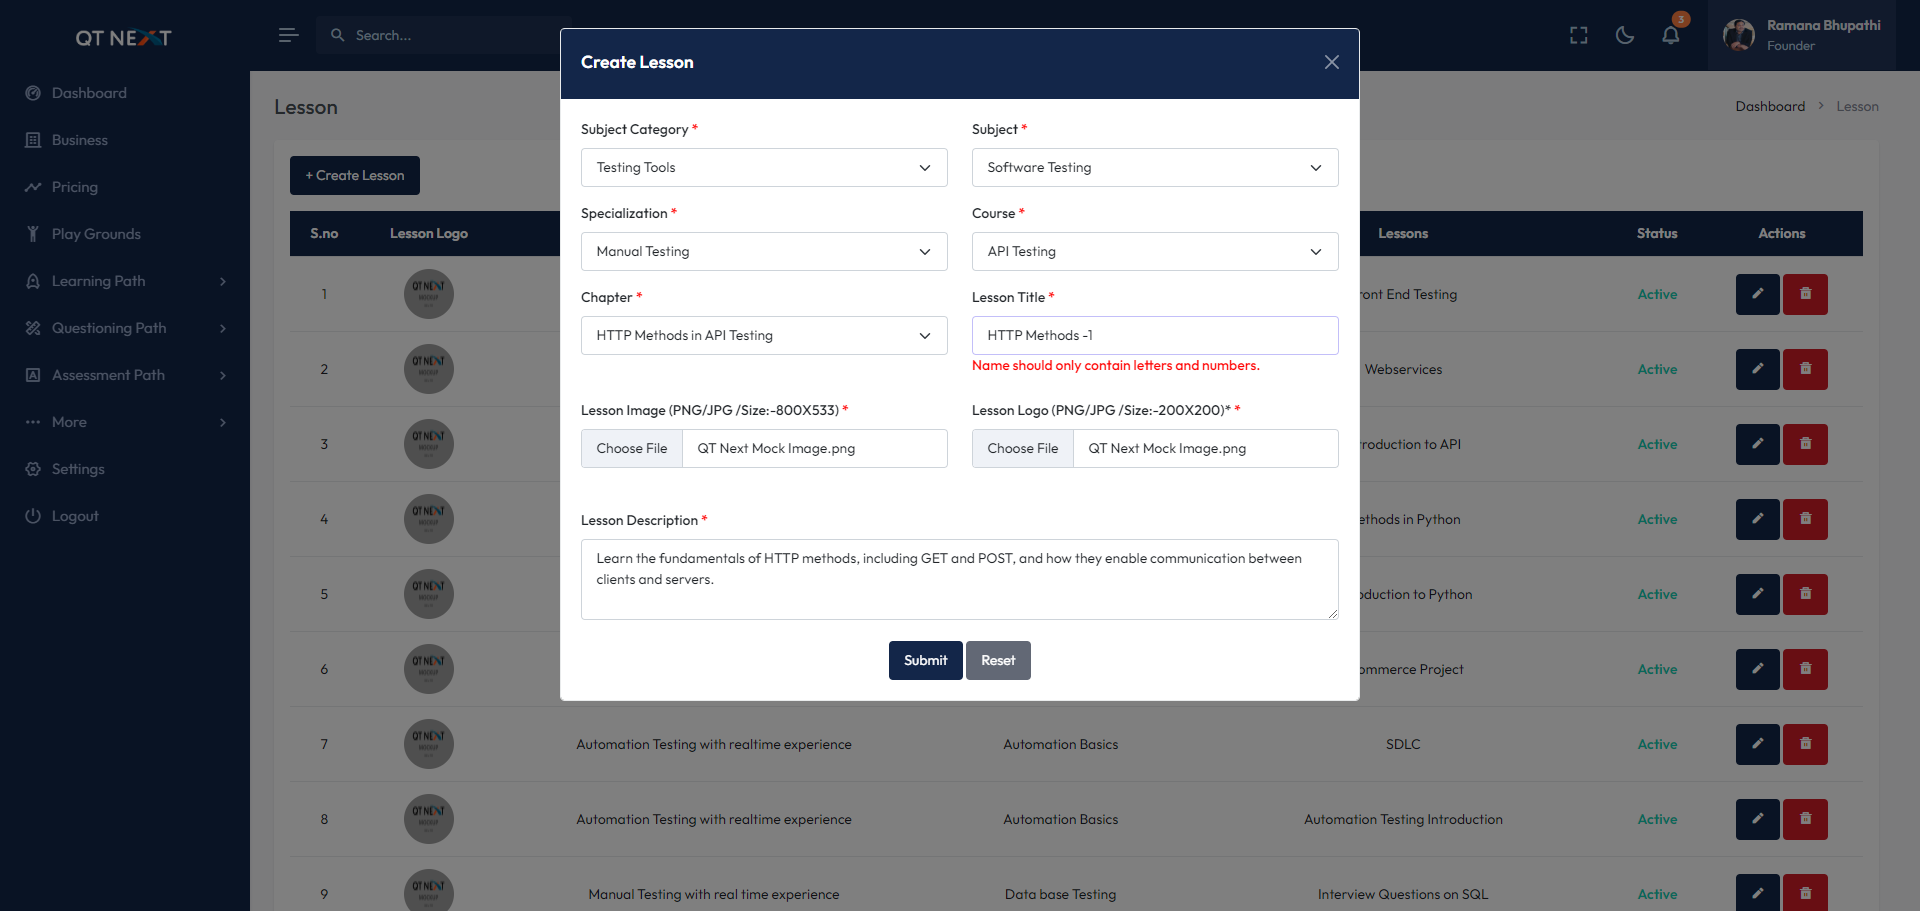 QT NEXT
Search...
3
Ramana Bhupathi
Founder
Dashboard
Business
Pricing
Play Grounds
Learning Path
Questioning Path
Assessment Path
More
Settings
Logout
Lesson
Dashboard > Lesson
+ Create Lesson
Create Lesson
Subject Category *
Subject *
Testing Tools
Software Testing
Specialization *
Course *
Manual Testing
API Testing
Chapter *
Lesson Title *
HTTP Methods in API Testing
HTTP Methods -1
Name should only contain letters and numbers.
Lesson Image (PNG/JPG /Size:-800X533) *
Lesson Logo (PNG/JPG /Size:-200X200)* *
Choose File QT Next Mock Image.png
Choose File QT Next Mock Image.png
Lesson Description *
Learn the fundamentals of HTTP methods, including GET and POST, and how they enable communication between
clients and servers.
Submit Reset
S.no Lesson Logo Lessons Status Actions
1 QT NEXT MOCKUP ront End Testing Active
2 QT NEXT MOCKUP Webservices Active
3 QT NEXT MOCKUP roduction to API Active
4 QT NEXT MOCKUP ethods in Python Active
5 QT NEXT MOCKUP oduction to Python Active
6 QT NEXT MOCKUP ommerce Project Active
7 QT NEXT MOCKUP Automation Testing with realtime experience Automation Basics SDLC Active
8 QT NEXT MOCKUP Automation Testing with realtime experience Automation Basics Automation Testing Introduction Active
9 QT NEXT MOCKUP Manual Testing with real time experience Data base Testing Interview Questions on SQL Active